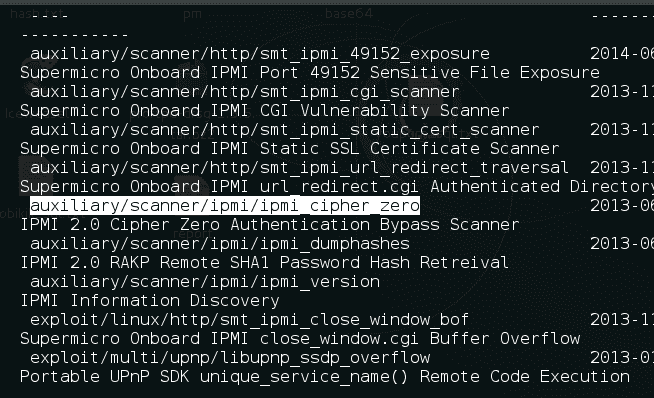 hash.txt pm base64
---- -------
-----------
auxiliary/scanner/http/smt_ipmi_49152_exposure 2014-06
Supermicro Onboard IPMI Port 49152 Sensitive File Exposure
auxiliary/scanner/http/smt_ipmi_cgi_scanner 2013-11
Supermicro Onboard IPMI CGI Vulnerability Scanner
auxiliary/scanner/http/smt_ipmi_static_cert_scanner 2013-11
Supermicro Onboard IPMI Static SSL Certificate Scanner
auxiliary/scanner/http/smt_ipmi_url_redirect_traversal 2013-11
Supermicro Onboard IPMI url_redirect.cgi Authenticated Directory
auxiliary/scanner/ipmi/ipmi_cipher_zero 2013-06
IPMI 2.0 Cipher Zero Authentication Bypass Scanner
auxiliary/scanner/ipmi/ipmi_dumphashes 2013-06
IPMI 2.0 RAKP Remote SHA1 Password Hash Retreival
auxiliary/scanner/ipmi/ipmi_version
IPMI Information Discovery
exploit/linux/http/smt_ipmi_close_window_bof 2013-11
Supermicro Onboard IPMI close_window.cgi Buffer Overflow
exploit/multi/upnp/libupnp_ssdp_overflow 2013-01
Portable UPnP SDK unique_service_name() Remote Code Execution